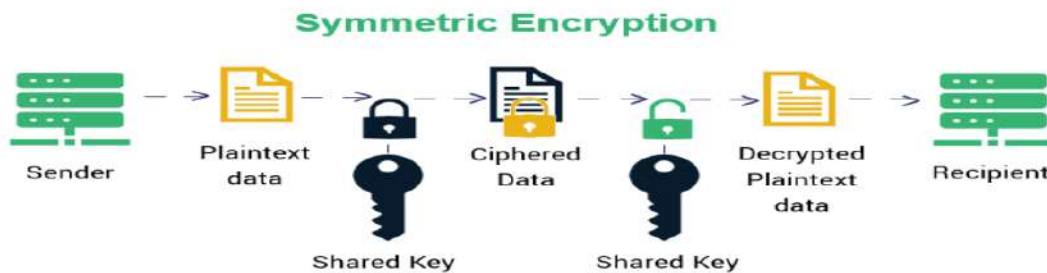 Symmetric Encryption
Sender
Plaintext
data
Ciphered
Data
Decrypted
Plaintext
data
Recipient
Shared Key
Shared Key